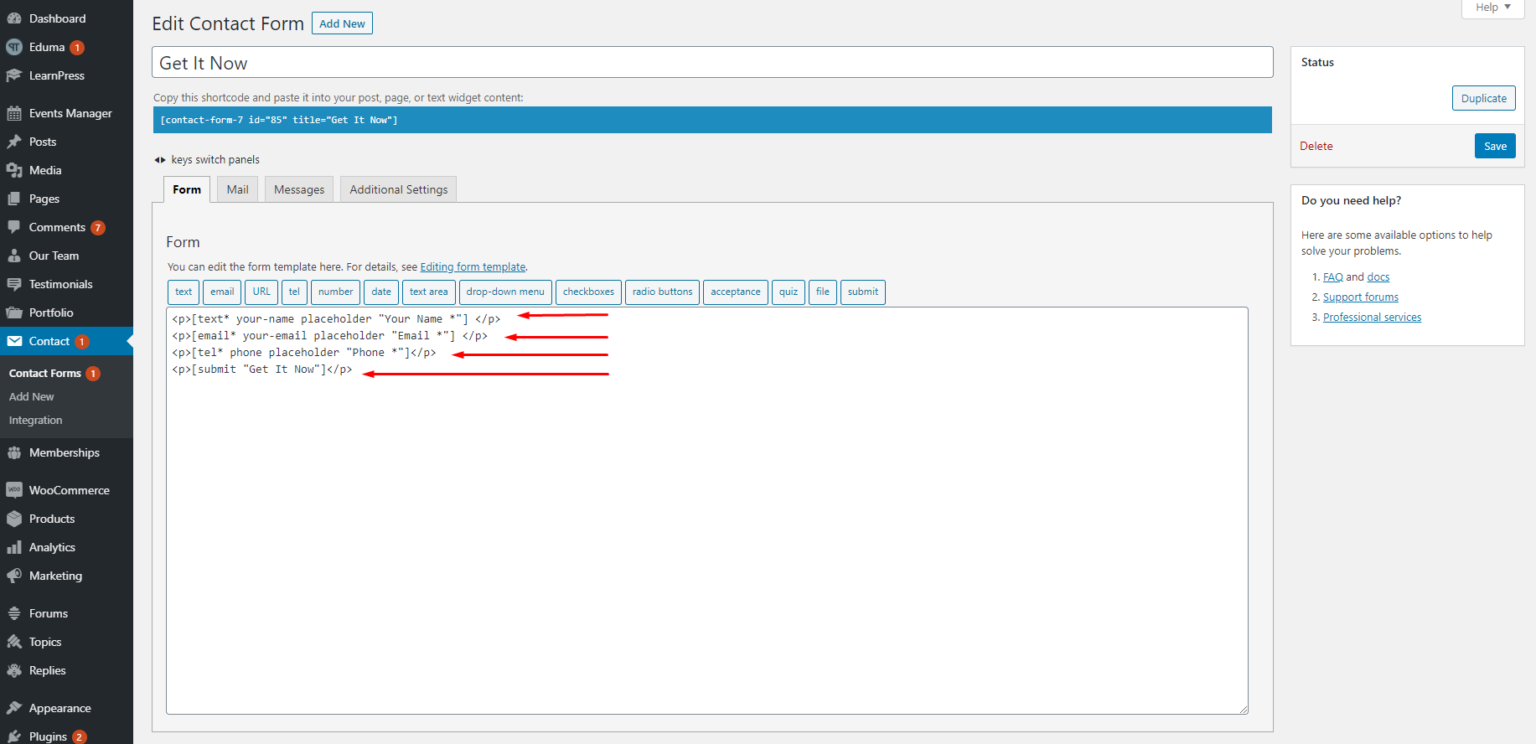 Dashboard
Eduma 1
LearnPress
Events Manager
Posts
Media
Pages
Comments 7
Our Team
Testimonials
Portfolio
Contact 1
Contact Forms 1
Add New
Integration
Memberships
WooCommerce
Products
Analytics
Marketing
Forums
Topics
Replies
Appearance
Plugins 2
Help
Edit Contact Form Add New
Get It Now
Copy this shortcode and paste it into your post, page, or text widget content:
[contact-form-7 id="85" title="Get It Now"]
keys switch panels
Form Mail Messages Additional Settings
Form
You can edit the form template here. For details, see Editing form template.
text email URL tel number date text area drop-down menu checkboxes radio buttons acceptance quiz file submit
<p>[text* your-name placeholder "Your Name *"] </p>
<p>[email* your-email placeholder "Email *"] </p>
<p>[tel* phone placeholder "Phone *"]</p>
<p>[submit "Get It Now"]</p>
Status
Duplicate
Delete Save
Do you need help?
Here are some available options to help
solve your problems.
1. FAQ and docs
2. Support forums
3. Professional services